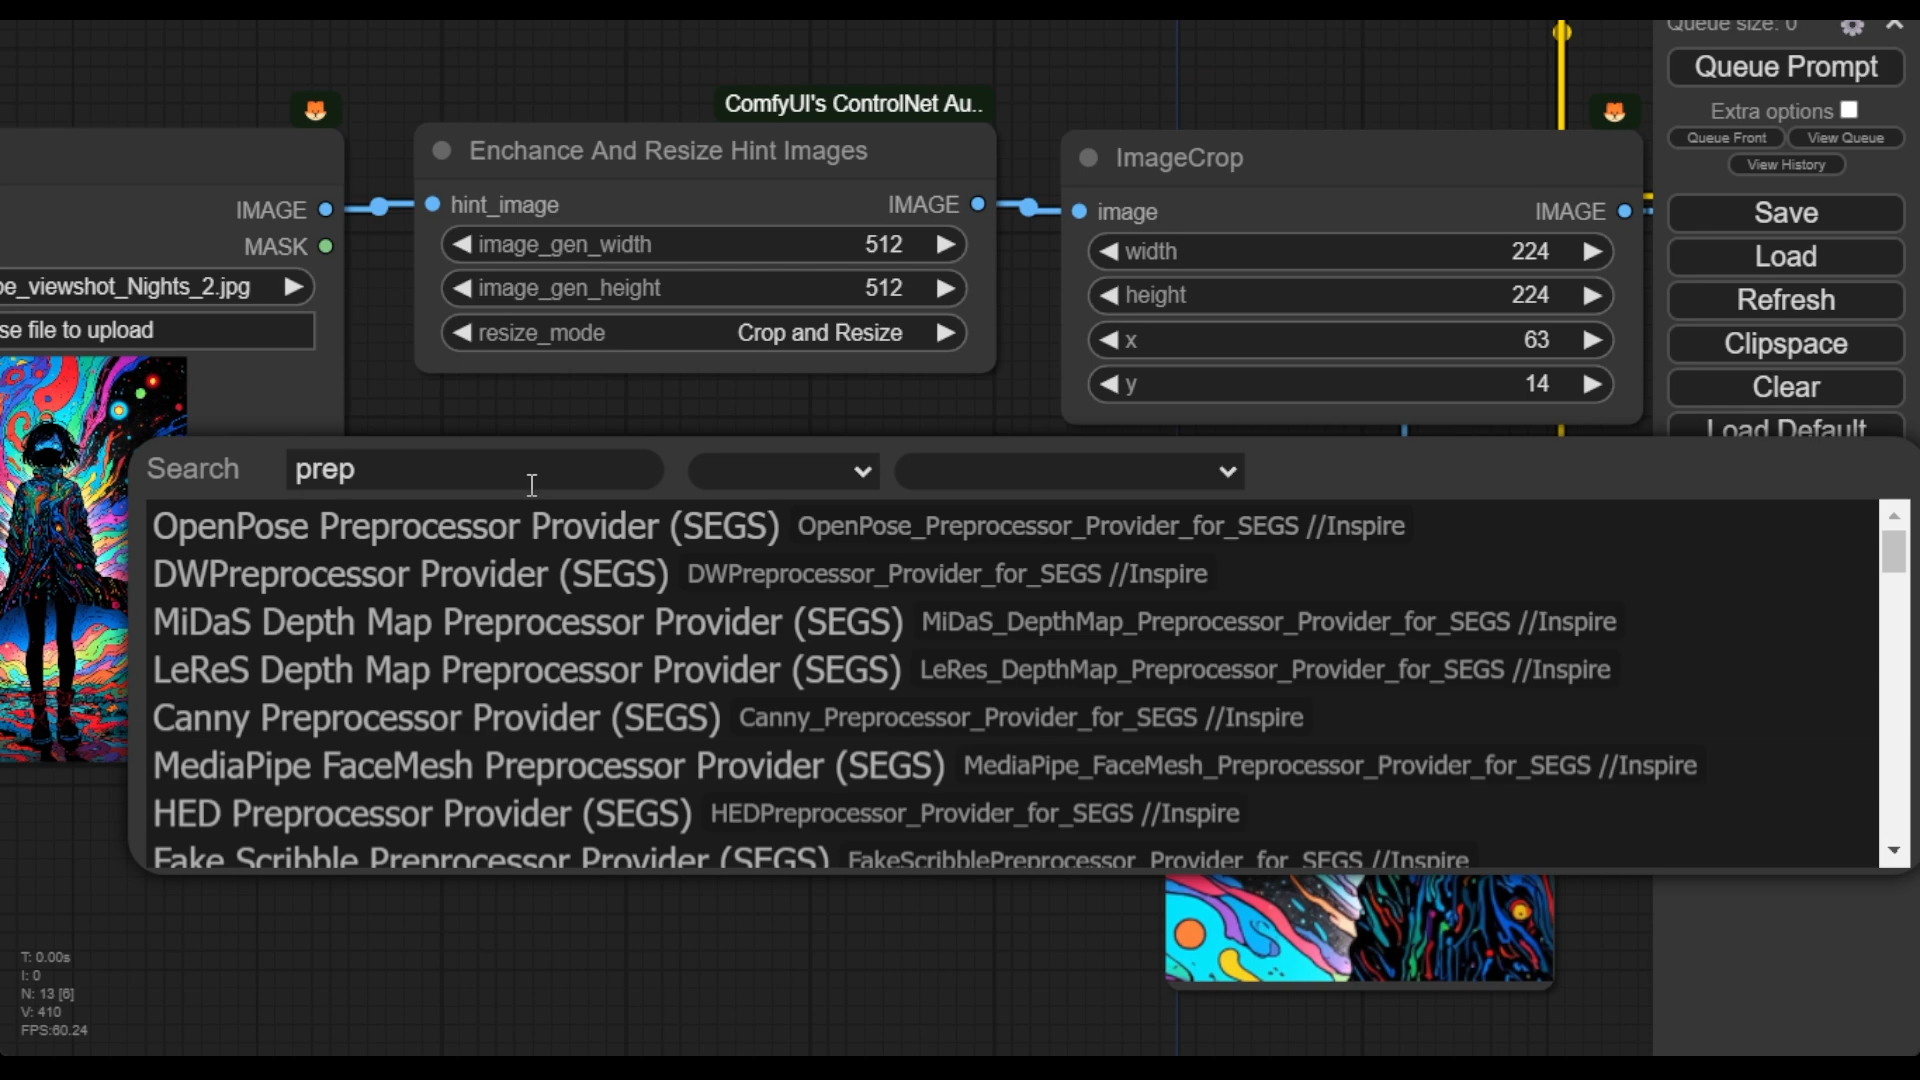 Queue size: 0
Queue Prompt
Extra options
Queue Front
View Queue
View History
Save
Load
Refresh
Clipspace
Clear
Load Default
IMAGE
MASK
pe_viewshot_Nights_2.jpg
se file to upload
ComfyUI's ControlNet Au..
Enchance And Resize Hint Images
hint_image IMAGE
image_gen_width 512
image_gen_height 512
resize_mode Crop and Resize
ImageCrop
image IMAGE
width 224
height 224
x 63
y 14
Search prep
OpenPose Preprocessor Provider (SEGS) OpenPose_Preprocessor_Provider_for_SEGS //Inspire
DWPreprocessor Provider (SEGS) DWPreprocessor_Provider_for_SEGS //Inspire
MiDaS Depth Map Preprocessor Provider (SEGS) MiDaS_DepthMap_Preprocessor_Provider_for_SEGS //Inspire
LeReS Depth Map Preprocessor Provider (SEGS) LeRes_DepthMap_Preprocessor_Provider_for_SEGS //Inspire
Canny Preprocessor Provider (SEGS) Canny_Preprocessor_Provider_for_SEGS //Inspire
MediaPipe FaceMesh Preprocessor Provider (SEGS) MediaPipe_FaceMesh_Preprocessor_Provider_for_SEGS //Inspire
HED Preprocessor Provider (SEGS) HEDPreprocessor_Provider_for_SEGS //Inspire
Fake Scribble Preprocessor Provider (SEGS) FakeScribblePreprocessor_Provider_for_SEGS //Inspire
T: 0.00s
I: 0
N: 13 [6]
V: 410
FPS:60.24